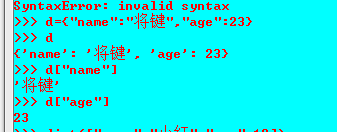 SyntaxError: invalid syntax
>>> d={"name":"将键","age":23}
>>> d
{'name': '将键', 'age': 23}
>>> d["name"]
'将键'
>>> d["age"]
23